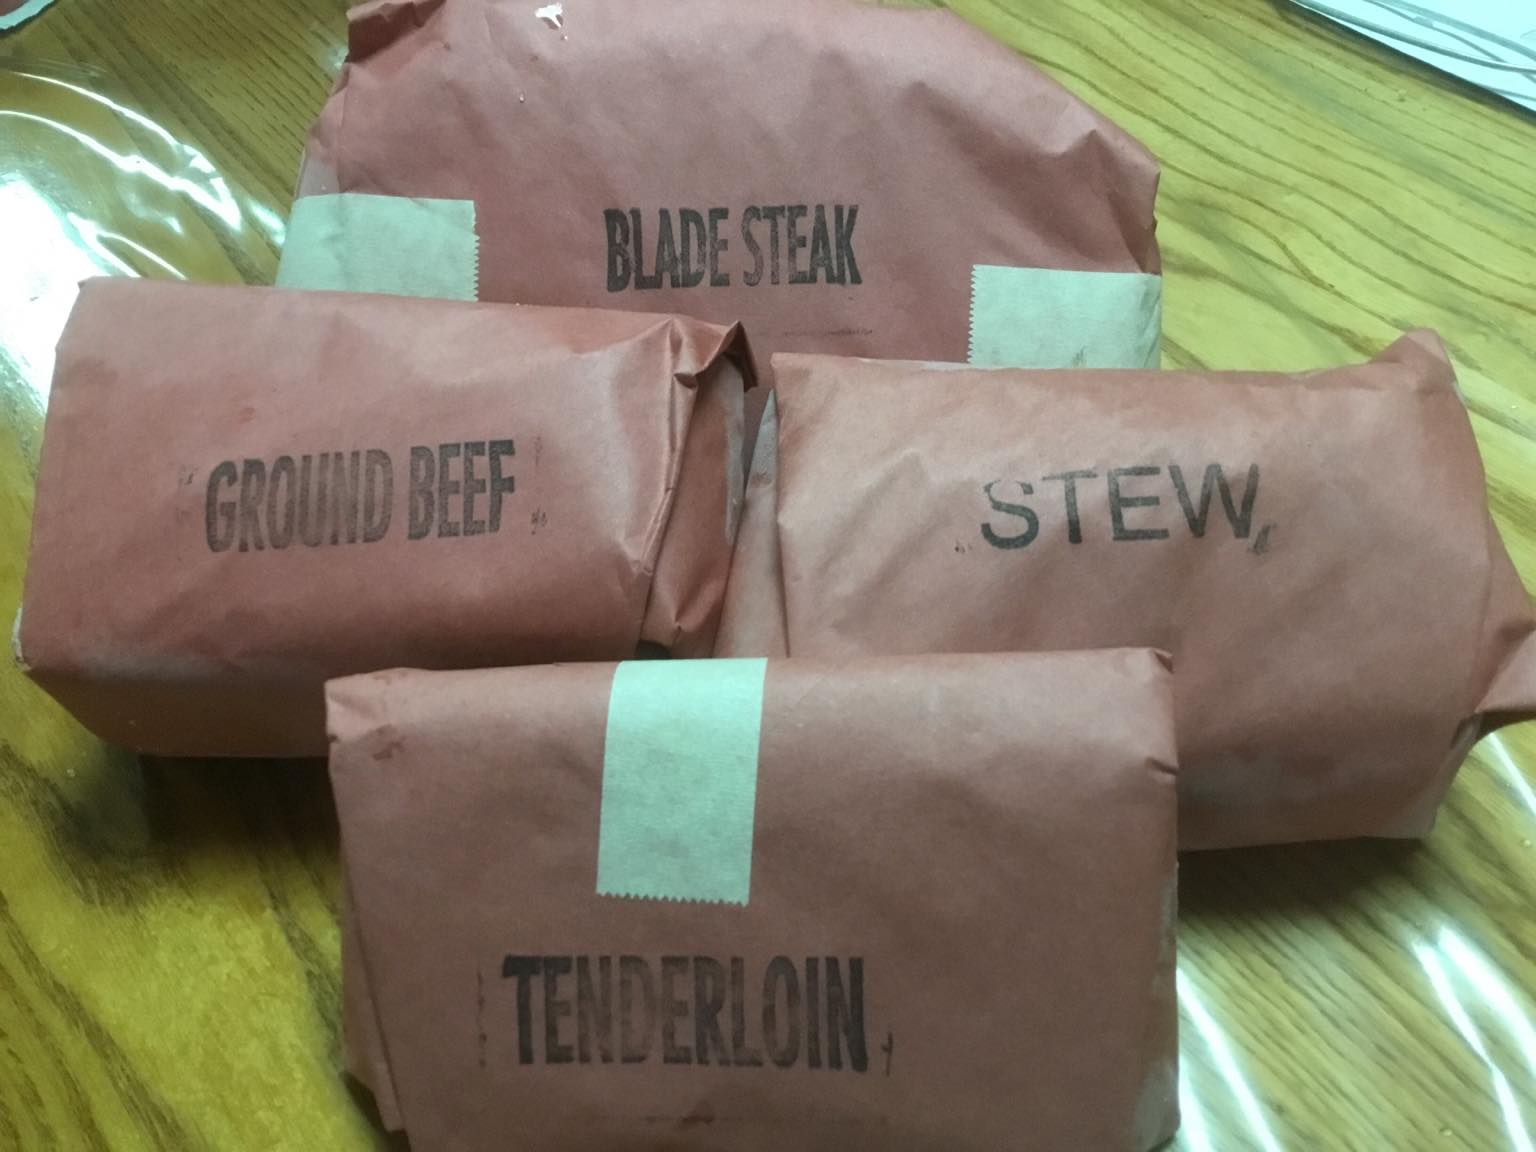 BLADE STEAK
GROUND BEEF
STEW
TENDERLOIN